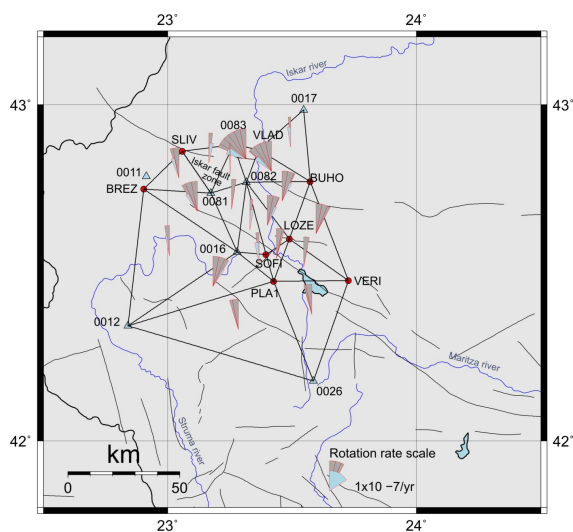 23˚
24˚
Iskar river
0017
43˚
43˚
0083
SLIV
VLAD
Iskar fault
zone
0011
0082
BUHO
BREZ
0081
LOZE
0016
SOFI
PLA1
VERI
0012
Maritza river
0026
Struma river
42˚
42˚
km
Rotation rate scale
1x10 −7/yr
0
50
23˚
24˚